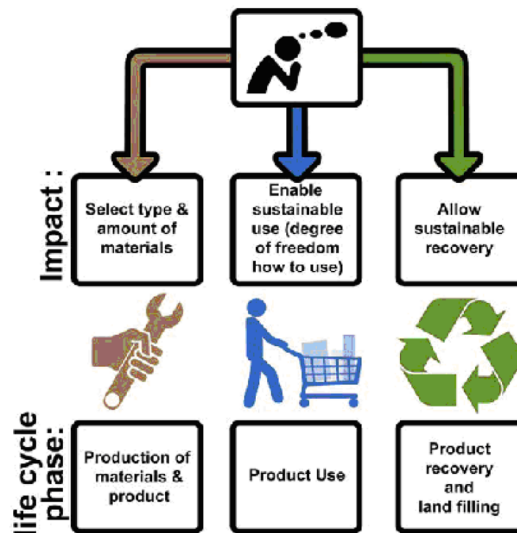 Impact :
Select type &
amount of
materials
Enable
sustainable
use (degree
of freedom
how to use)
Allow
sustainable
recovery
life cycle
phase:
Production of
materials &
product
Product Use
Product
recovery
and
land filling